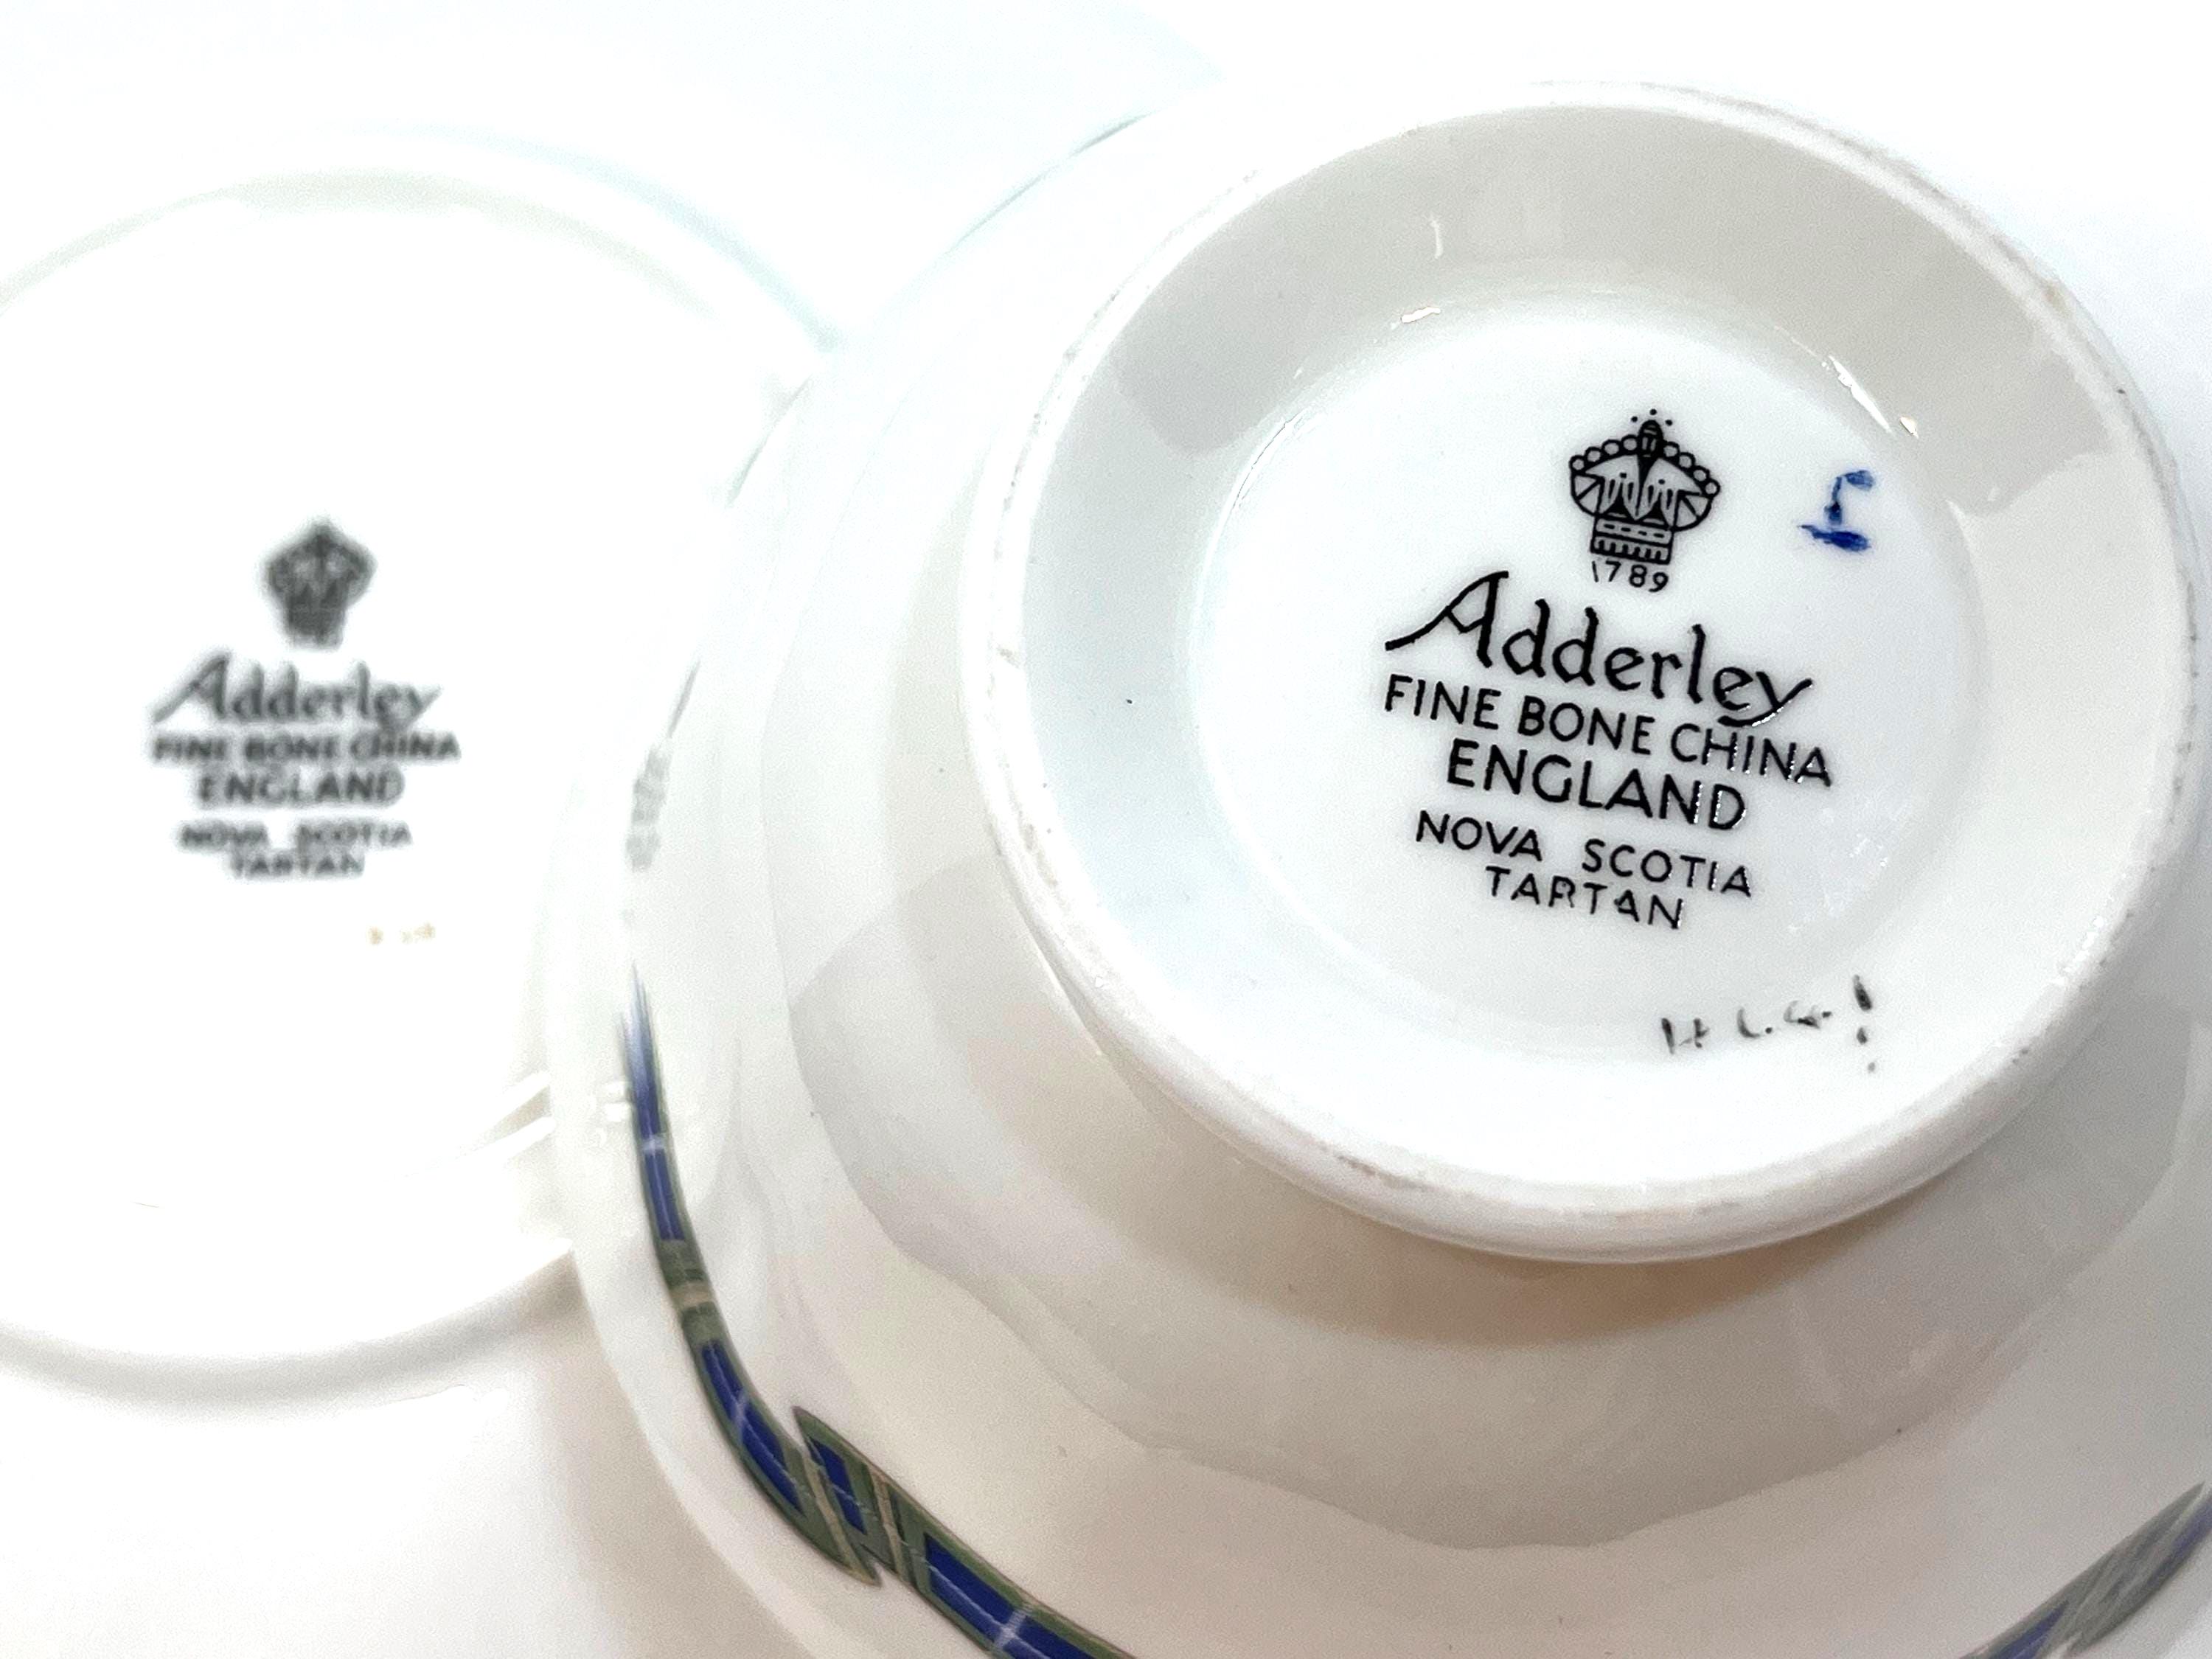 Adderley
FINE BONE CHINA
ENGLAND
NOVA SCOTIA
TARTAN
1789
Adderley
FINE BONE CHINA
ENGLAND
NOVA SCOTIA
TARTAN